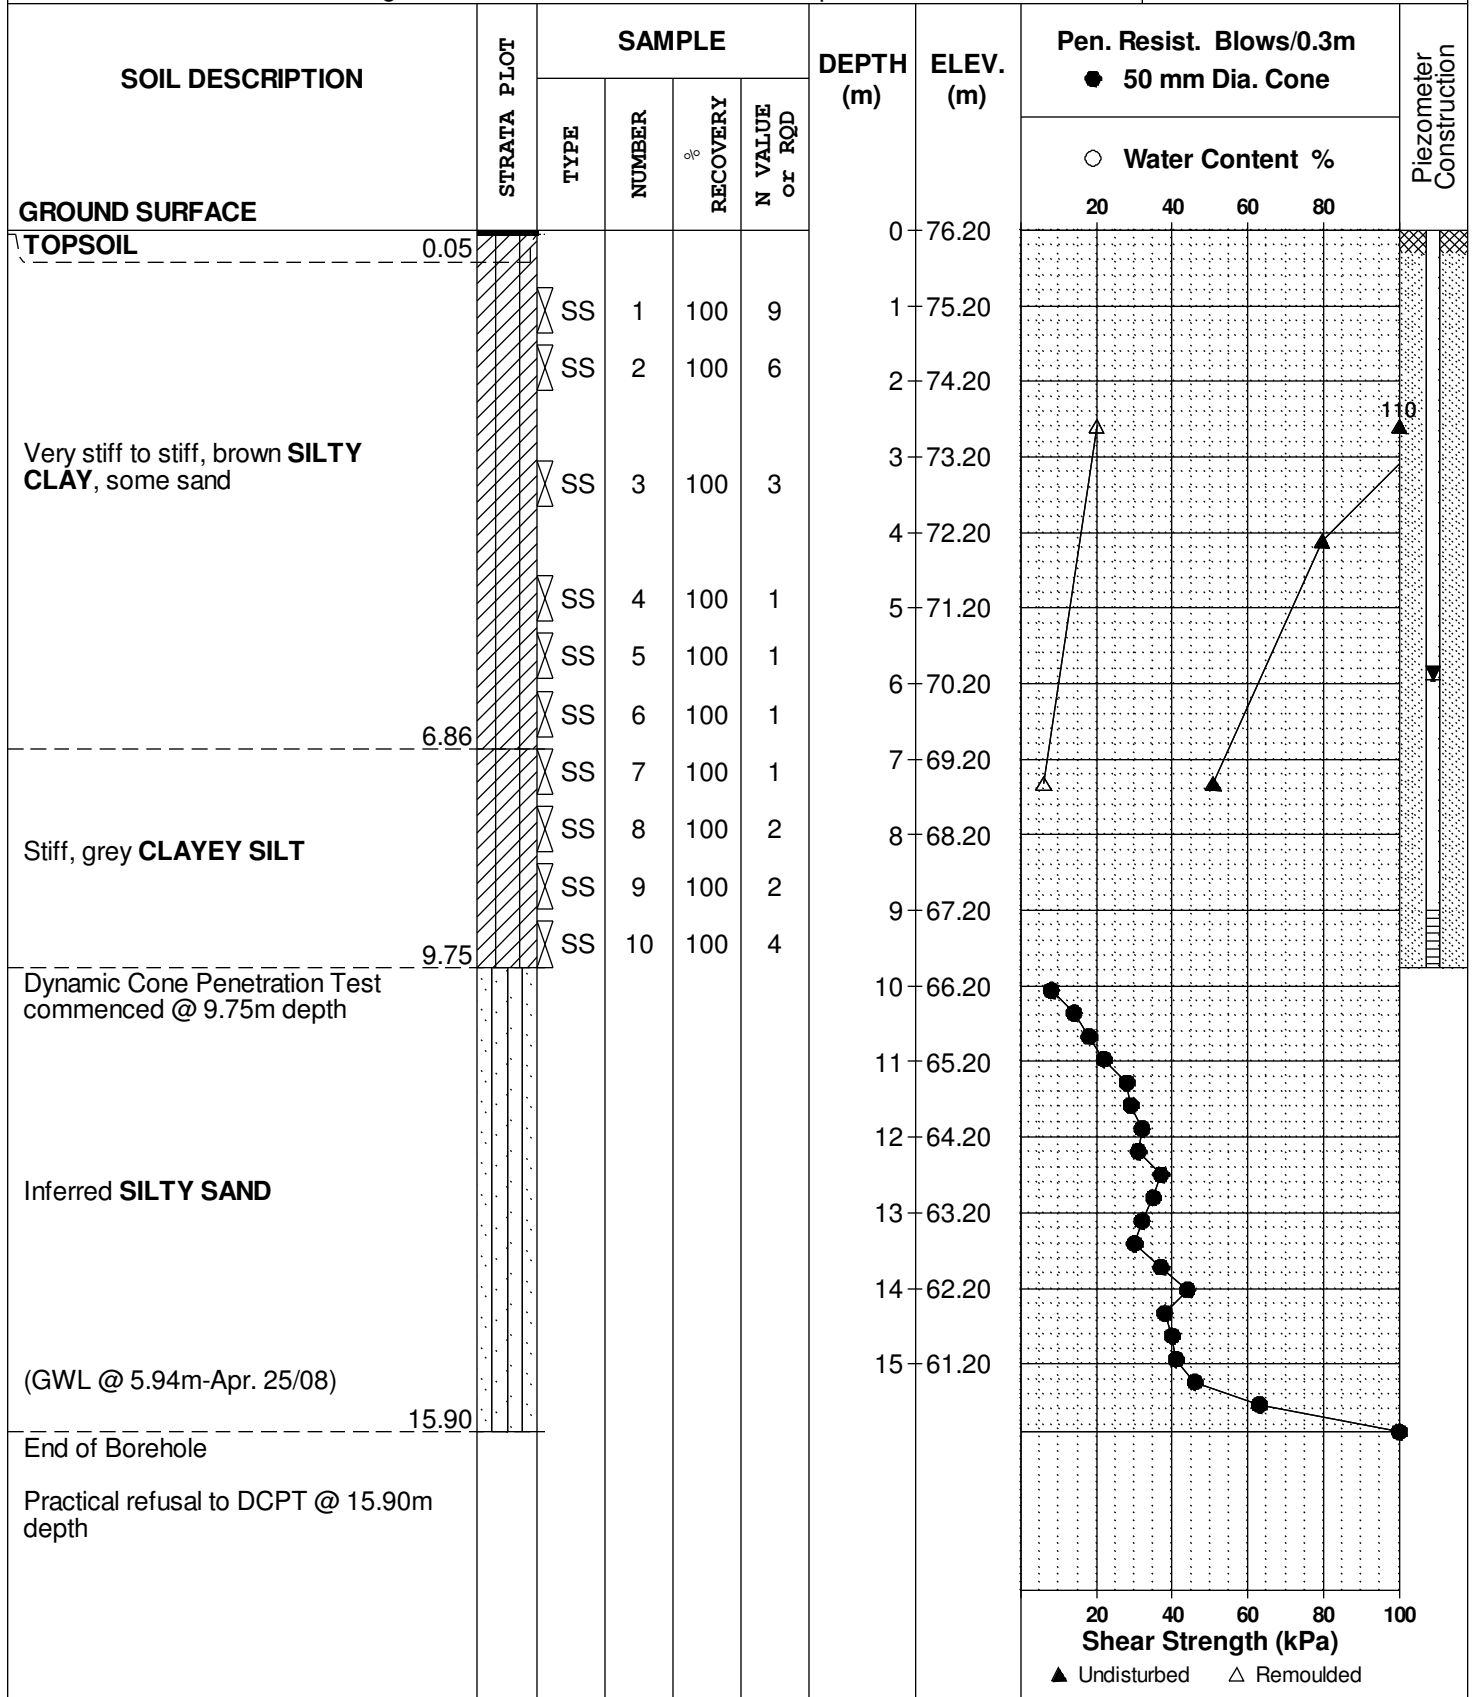 SOIL DESCRIPTION
GROUND SURFACE
STRATA PLOT
SAMPLE
TYPE
NUMBER
% RECOVERY
N VALUE or RQD
DEPTH (m)
ELEV. (m)
Pen. Resist. Blows/0.3m
● 50 mm Dia. Cone
○ Water Content %
20 40 60 80
Piezometer Construction
TOPSOIL 0.05
0 76.20
SS 1 100 9
1 75.20
SS 2 100 6
2 74.20
110
Very stiff to stiff, brown SILTY
CLAY, some sand
3 73.20
SS 3 100 3
4 72.20
SS 4 100 1
5 71.20
SS 5 100 1
6 70.20
SS 6 100 1
6.86
7 69.20
SS 7 100 1
SS 8 100 2
8 68.20
Stiff, grey CLAYEY SILT
SS 9 100 2
9 67.20
SS 10 100 4
9.75
Dynamic Cone Penetration Test
commenced @ 9.75m depth
10 66.20
11 65.20
12 64.20
Inferred SILTY SAND
13 63.20
14 62.20
15 61.20
(GWL @ 5.94m-Apr. 25/08)
15.90
End of Borehole
Practical refusal to DCPT @ 15.90m
depth
20 40 60 80 100
Shear Strength (kPa)
▲ Undisturbed △ Remoulded